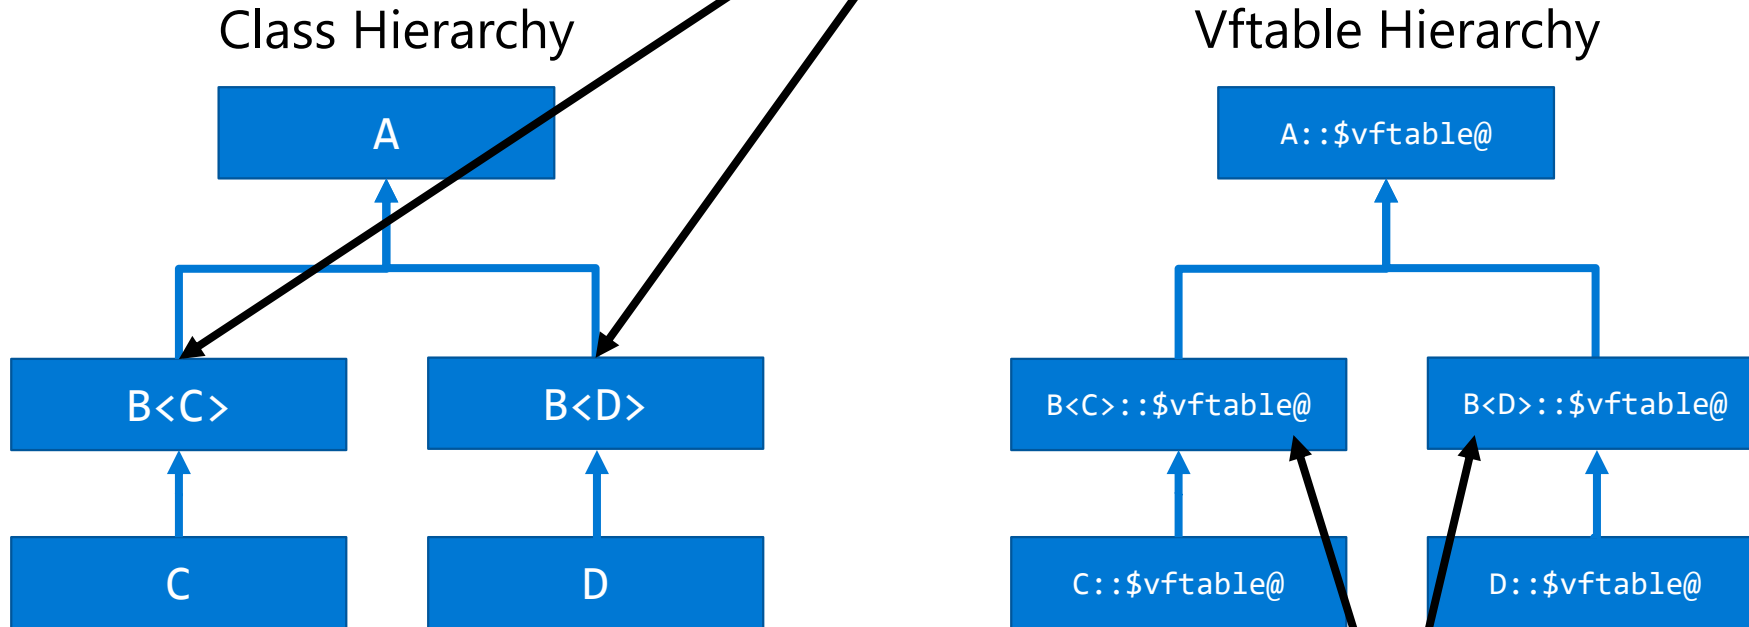 Class Hierarchy
A
B<C>
B<D>
C
D
Vftable Hierarchy
A::$vftable@
B<C>::$vftable@
B<D>::$vftable@
C::$vftable@
D::$vftable@